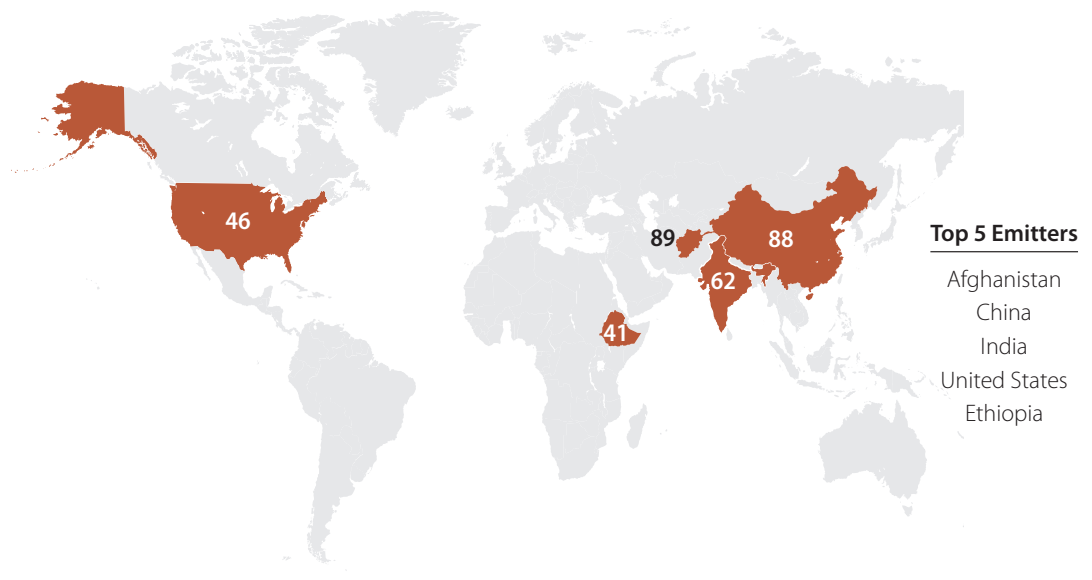 46
89
88
62
41
Top 5 Emitters
Afghanistan
China
India
United States
Ethiopia